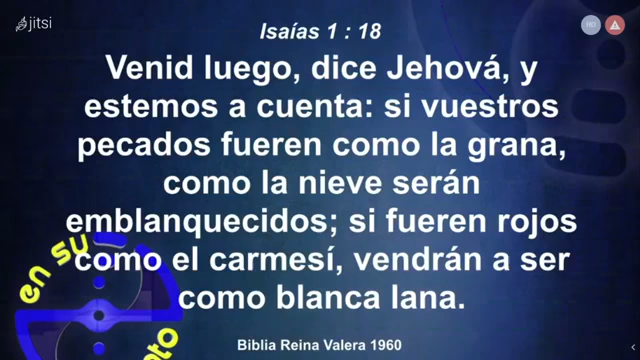 jitsi
HD
Isaías 1 : 18
Venid luego, dice Jehová, y
estemos a cuenta: si vuestros
pecados fueren como la grana,
como la nieve serán
emblanquecidos; si fueren rojos
como el carmesí, vendrán a ser
como blanca lana.
en su
Biblia Reina Valera 1960